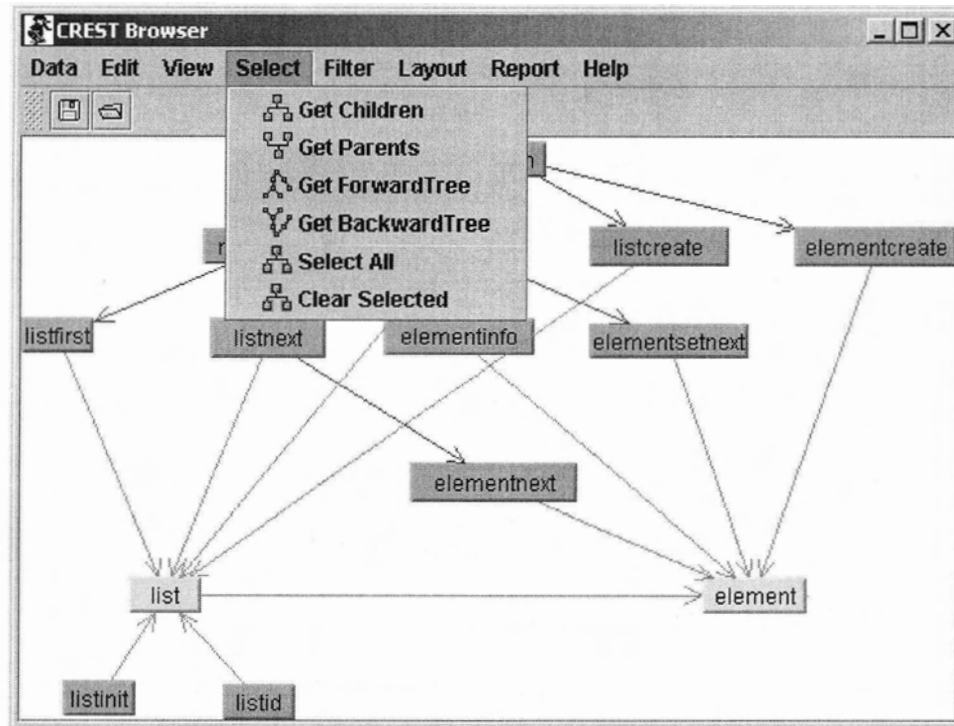 CREST Browser
Data Edit View Select Filter Layout Report Help
Get Children
Get Parents
Get ForwardTree
Get BackwardTree
Select All
Clear Selected
listcreate
elementcreate
listfirst
listnext
elementinfo
elementsetnext
elementnext
list
element
listinit
listid